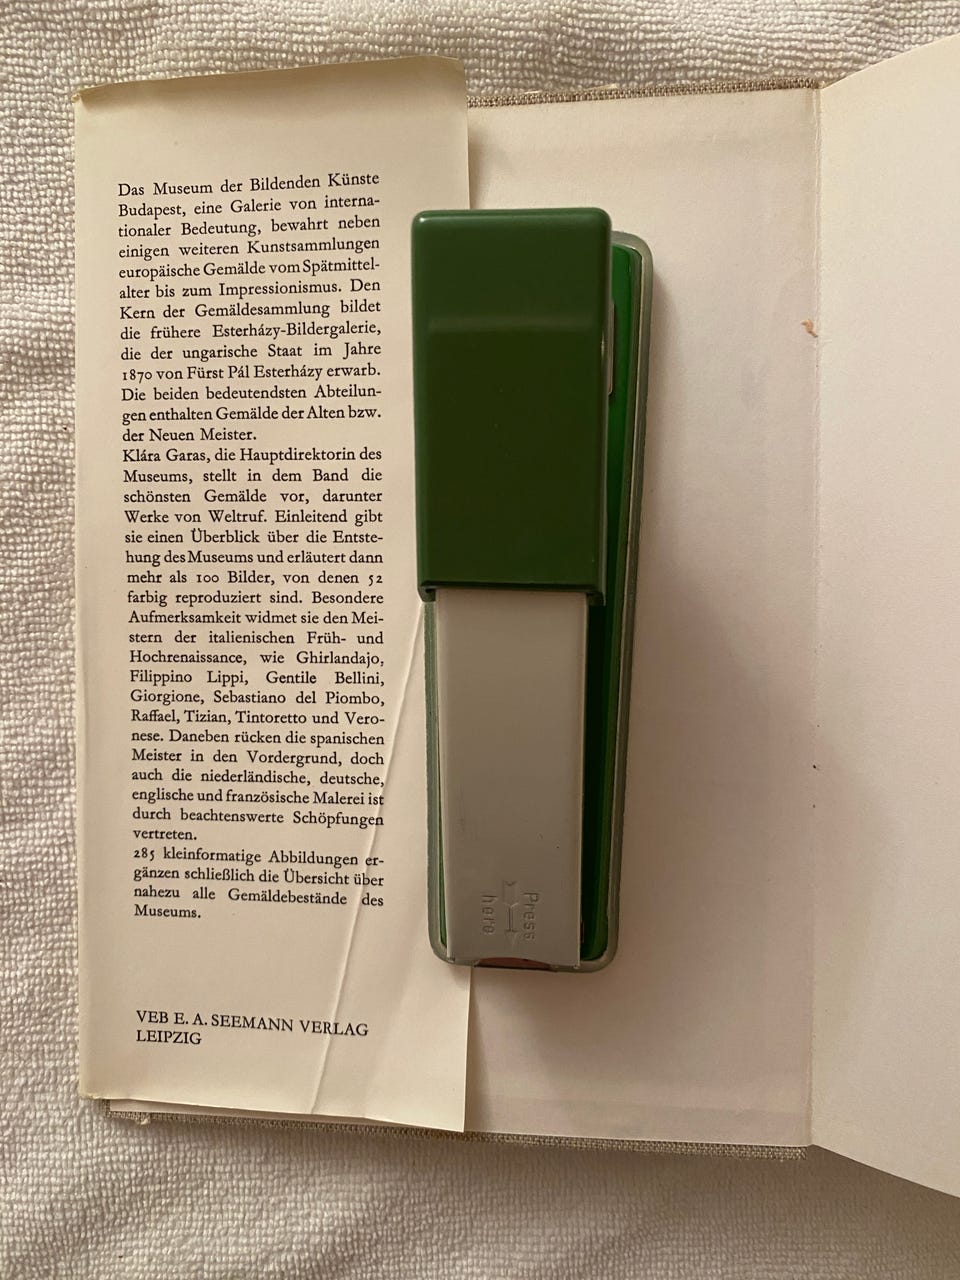 Das Museum der Bildenden Künste
Budapest, eine Galerie von interna-
tionaler Bedeutung, bewahrt neben
einigen weiteren Kunstsammlungen
europäische Gemälde vom Spätmittel-
alter bis zum Impressionismus. Den
Kern der Gemäldesammlung bildet
die frühere Esterházy-Bildergalerie,
die der ungarische Staat im Jahre
1870 von Fürst Pál Esterházy erwarb.
Die beiden bedeutendsten Abteilun-
gen enthalten Gemälde der Alten bzw.
der Neuen Meister.
Klára Garas, die Hauptdirektorin des
Museums, stellt in dem Band die
schönsten Gemälde vor, darunter
Werke von Weltruf. Einleitend gibt
sie einen Überblick über die Entste-
hung des Museums und erläutert dann
mehr als 100 Bilder, von denen 52
farbig reproduziert sind. Besondere
Aufmerksamkeit widmet sie den Mei-
stern der italienischen Früh- und
Hochrenaissance, wie Ghirlandajo,
Filippino Lippi, Gentile Bellini,
Giorgione, Sebastiano del Piombo,
Raffael, Tizian, Tintoretto und Vero-
nese. Daneben rücken die spanischen
Meister in den Vordergrund, doch
auch die niederländische, deutsche,
englische und französische Malerei ist
durch beachtenswerte Schöpfungen
vertreten.
285 kleinformatige Abbildungen er-
gänzen schließlich die Übersicht über
nahezu alle Gemäldebestände des
Museums.
VEB E. A. SEEMANN VERLAG
LEIPZIG
Press
here